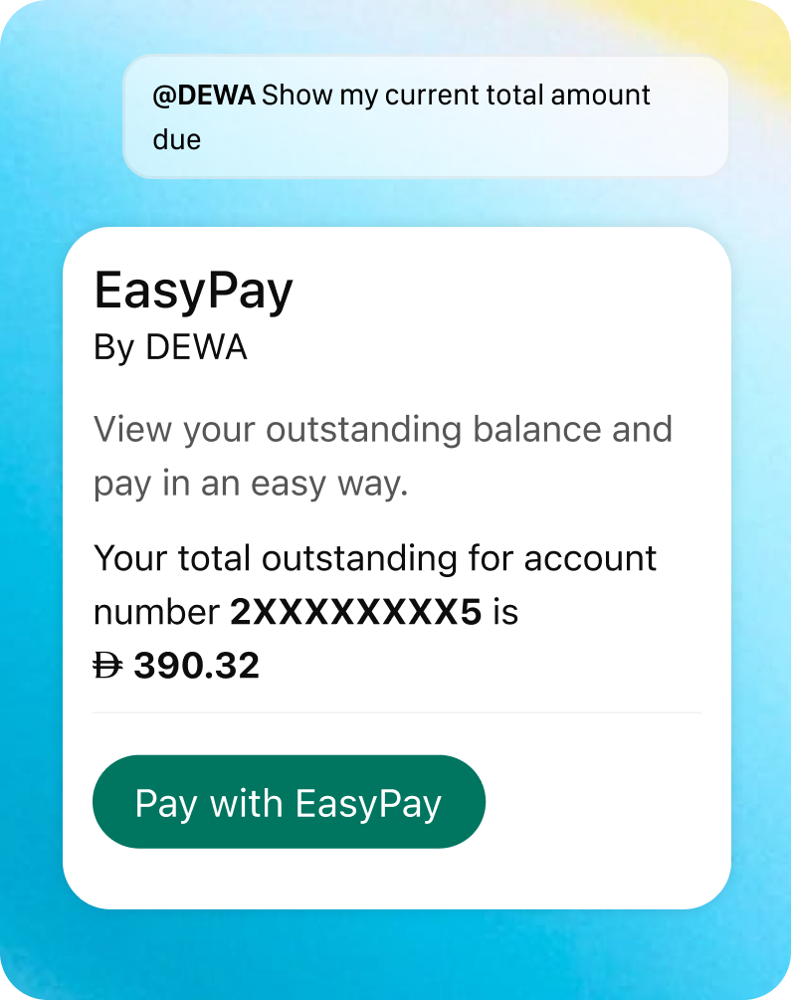 @DEWA Show my current total amount
due
EasyPay
By DEWA
View your outstanding balance and
pay in an easy way.
Your total outstanding for account
number 2XXXXXXXX5 is
 390.32
Pay with EasyPay